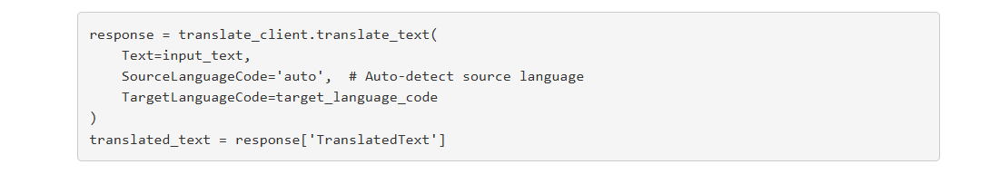 response = translate_client.translate_text(
    Text=input_text,
    SourceLanguageCode='auto',  # Auto-detect source language
    TargetLanguageCode=target_language_code
)
translated_text = response['TranslatedText']